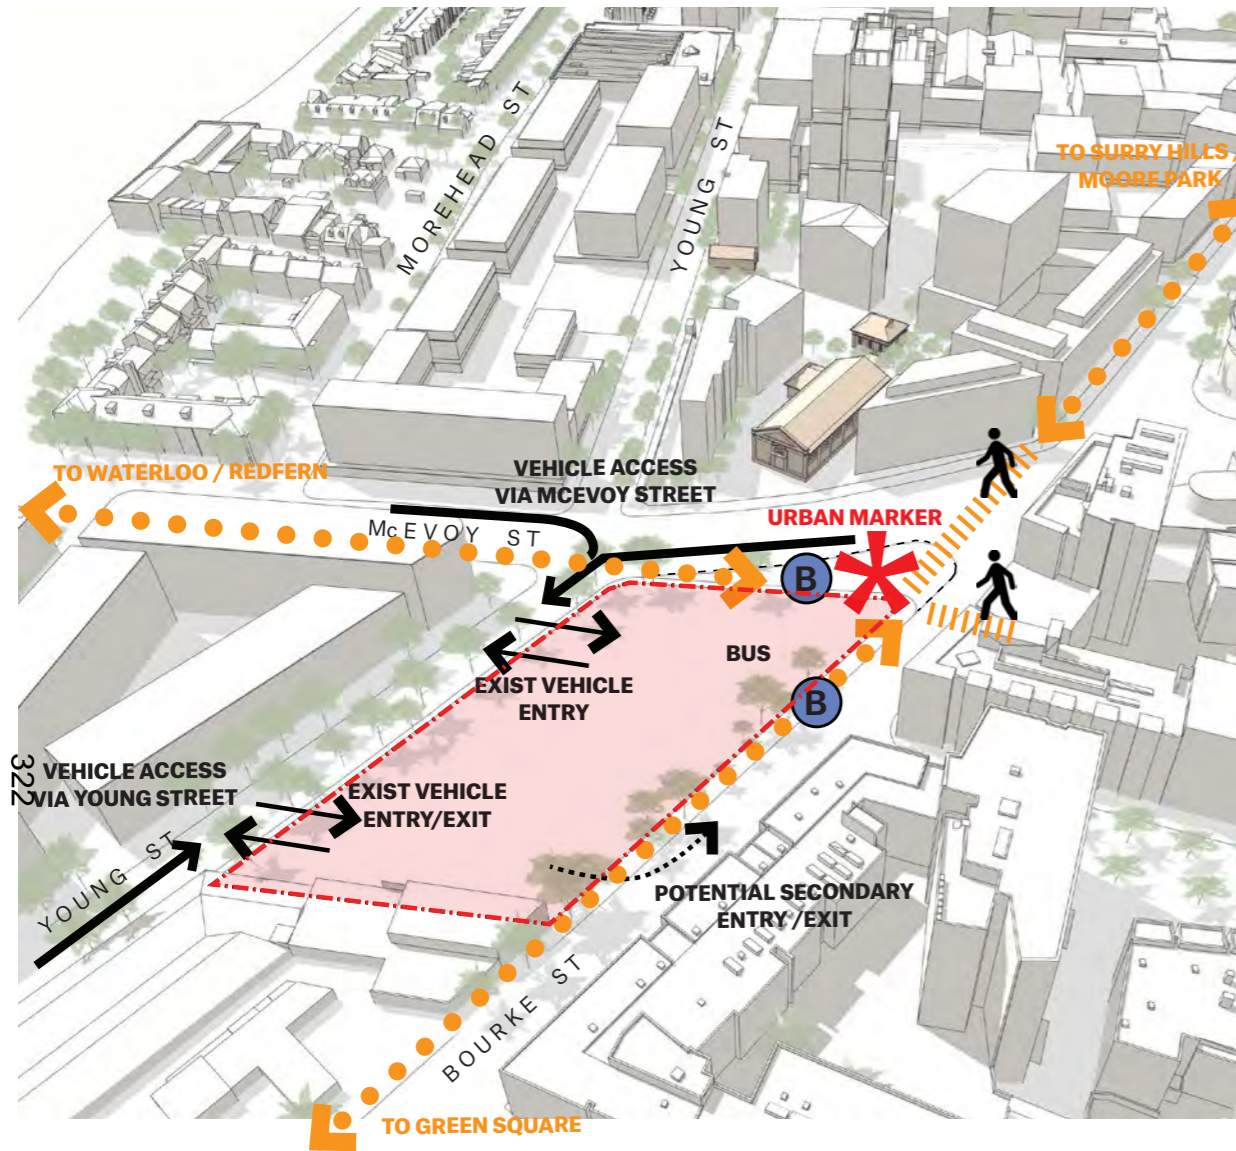 MOREHEAD ST
YOUNG ST
TO SURRY HILLS /
MOORE PARK
TO WATERLOO / REDFERN
VEHICLE ACCESS
VIA MCEVOY STREET
McEVOY ST
URBAN MARKER
B
BUS
B
EXIST VEHICLE
ENTRY
322
VEHICLE ACCESS
VIA YOUNG STREET
EXIST VEHICLE
ENTRY/EXIT
YOUNG ST
POTENTIAL SECONDARY
ENTRY /EXIT
BOURKE ST
TO GREEN SQUARE